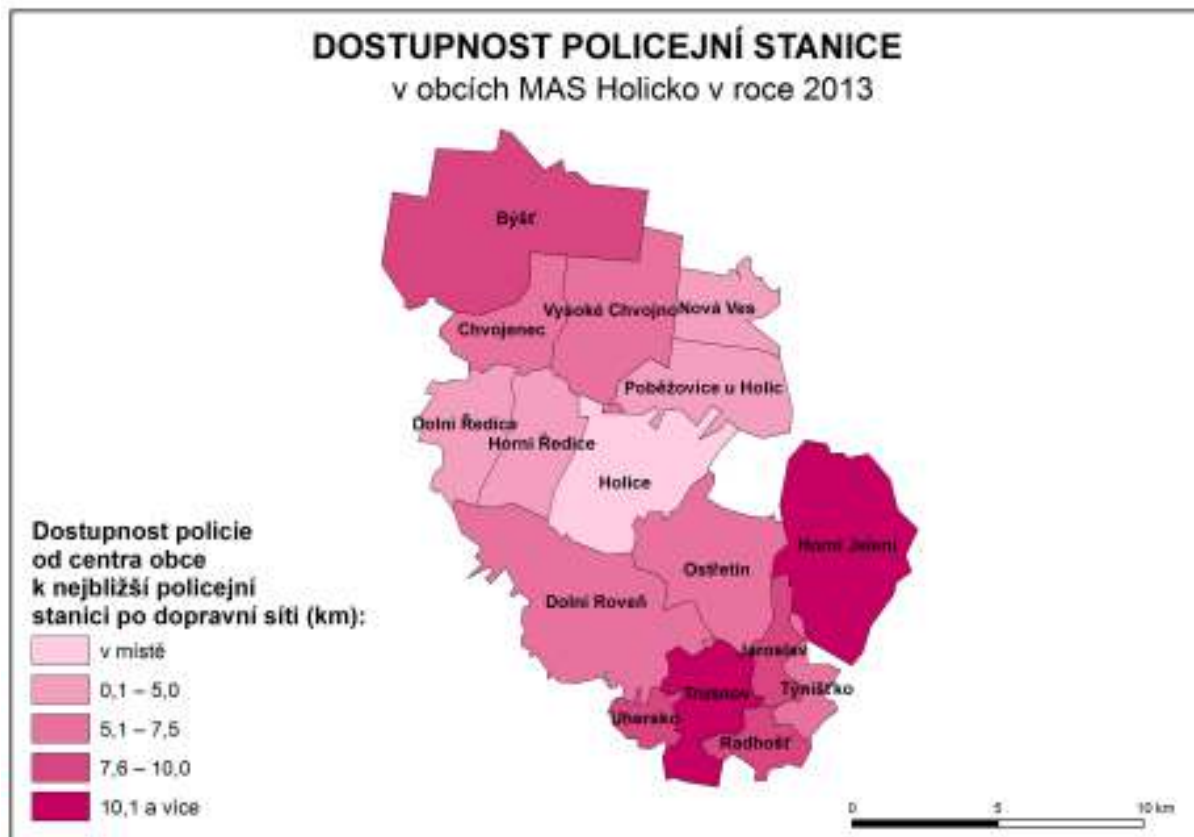 DOSTUPNOST POLICEJNÍ STANICE
v obcích MAS Holicko v roce 2013
Býšť
Vysoké Chvojno
Nová Ves
Chvojenec
Poběžovice u Holic
Dolní Ředice
Horní Ředice
Holice
Horní Jelení
Ostřetín
Dolní Roveň
Jaroslav
Týnišťko
Trusnov
Uhersko
Radhošť
Dostupnost policie
od centra obce
k nejbližší policejní
stanici po dopravní síti (km):
v místě
0,1 – 5,0
5,1 – 7,5
7,6 – 10,0
10,1 a více
0 5 10 km